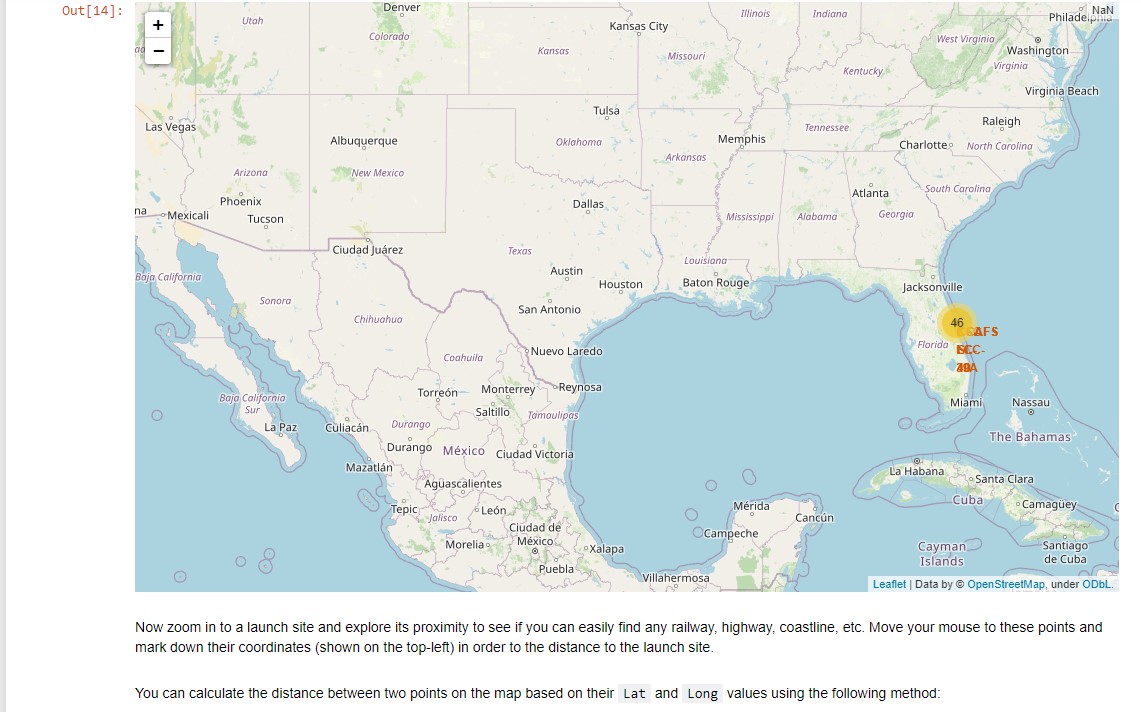 Out[14]:
+
−
NaN
Utah
Denver
Colorado
Kansas City
Kansas
Missouri
Illinois
Indiana
Philadelphia
West Virginia
Washington
Virginia
Kentucky
Virginia Beach
Las Vegas
Albuquerque
Tulsa
Oklahoma
Memphis
Tennessee
Raleigh
Charlotte
North Carolina
Arizona
New Mexico
Arkansas
Phoenix
Atlanta
South Carolina
na
Mexicali
Tucson
Dallas
Mississippi
Alabama
Georgia
Ciudad Juárez
Texas
Louisiana
Baja California
Austin
Houston
Baton Rouge
Jacksonville
Sonora
San Antonio
Chihuahua
46
AFS
Florida
Coahuila
Nuevo Laredo
Torreón
Monterrey
Reynosa
Miami
Nassau
Baja California
Sur
Saltillo
Tamaulipas
La Paz
Culiacán
Durango
The Bahamas
Durango
México
Ciudad Victoria
Mazatlán
La Habana
Santa Clara
Aguascalientes
Cuba
Camagüey
Tepic
Jalisco
León
Mérida
Cancún
Ciudad de
México
Campeche
Morelia
Xalapa
Cayman
Islands
Santiago
de Cuba
Puebla
Villahermosa
Leaflet | Data by © OpenStreetMap, under ODbL.
Now zoom in to a launch site and explore its proximity to see if you can easily find any railway, highway, coastline, etc. Move your mouse to these points and
mark down their coordinates (shown on the top-left) in order to the distance to the launch site.
You can calculate the distance between two points on the map based on their Lat and Long values using the following method: